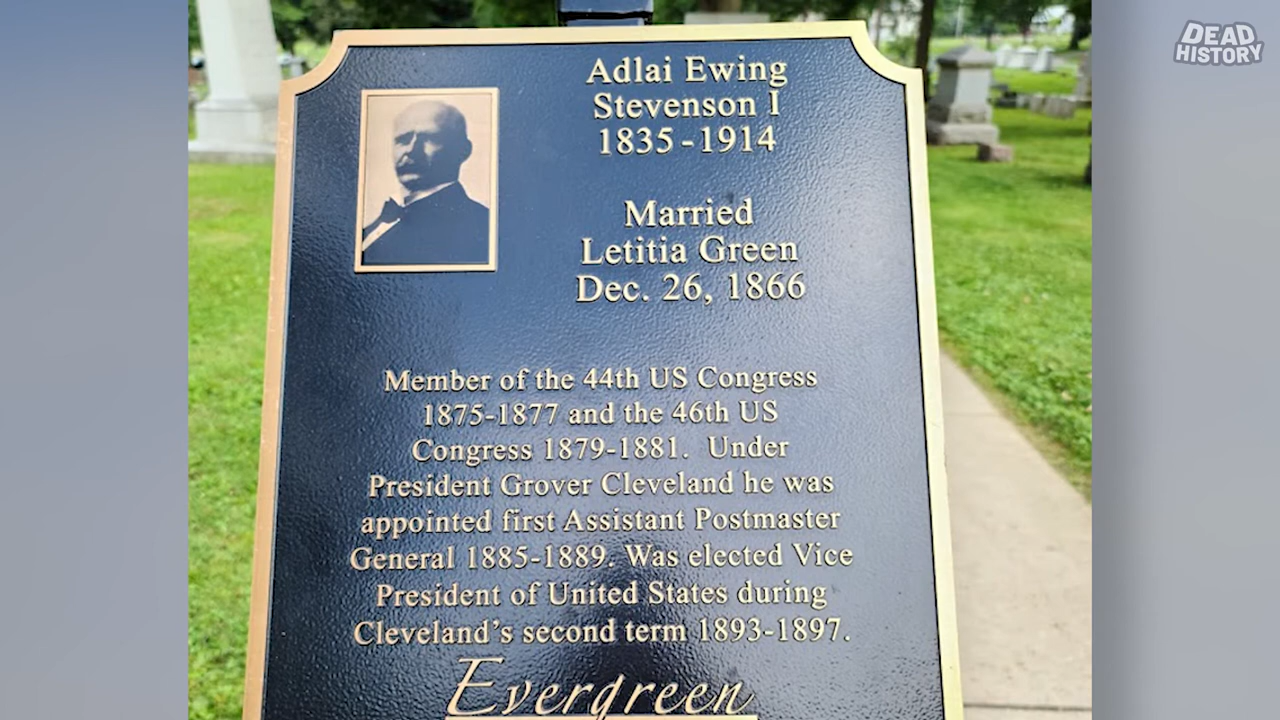 DEAD
HISTORY
Adlai Ewing
Stevenson I
1835-1914
Married
Letitia Green
Dec. 26, 1866
Member of the 44th US Congress
1875-1877 and the 46th US
Congress 1879-1881. Under
President Grover Cleveland he was
appointed first Assistant Postmaster
General 1885-1889. Was elected Vice
President of United States during
Cleveland's second term 1893-1897.
Evergreen